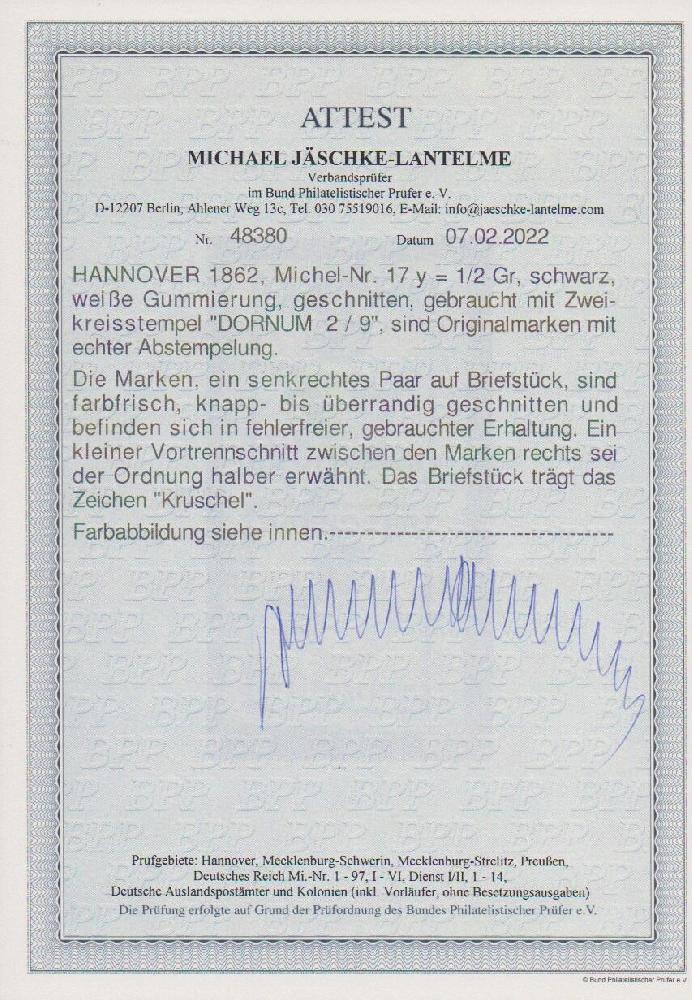 ATTEST
MICHAEL JÄSCHKE-LANTELME
Verbandsprüfer
im Bund Philatelistischer Prüfer e. V.
D-12207 Berlin, Ahlener Weg 13c, Tel. 030 75519016, E-Mail: info@jaeschke-lantelme.com
Nr. 48380 Datum 07.02.2022
HANNOVER 1862, Michel-Nr. 17 y = 1/2 Gr, schwarz,
weiße Gummierung, geschnitten, gebraucht mit Zwei-
kreisstempel "DORNUM 2 / 9", sind Originalmarken mit
echter Abstempelung.
Die Marken, ein senkrechtes Paar auf Briefstück, sind
farbfrisch, knapp- bis überrandig geschnitten und
befinden sich in fehlerfreier, gebrauchter Erhaltung. Ein
kleiner Vortrennschnitt zwischen den Marken rechts sei
der Ordnung halber erwähnt. Das Briefstück trägt das
Zeichen "Kruschel".
Farbabbildung siehe innen.--------------------------------------
Prüfgebiete: Hannover, Mecklenburg-Schwerin, Mecklenburg-Strelitz, Preußen,
Deutsches Reich Mi.-Nr. 1 - 97, I - VI, Dienst I/II, 1 - 14,
Deutsche Auslandspostämter und Kolonien (inkl. Vorläufer, ohne Besetzungsausgaben)
Die Prüfung erfolgte auf Grund der Prüfordnung des Bundes Philatelistischer Prüfer e.V.
© Bund Philatelistischer Prüfer e.V.